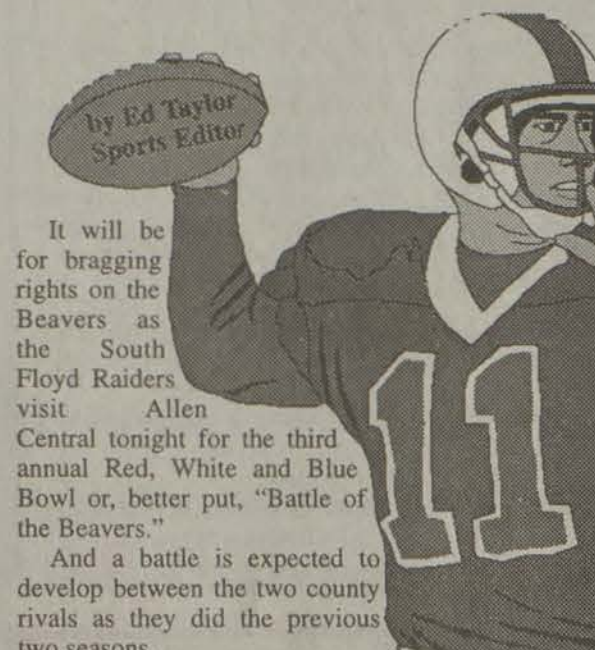 by Ed Taylor
Sports Editor
It will be
for bragging
rights on the
Beavers as
the South
Floyd Raiders
visit Allen
Central tonight for the third
annual Red, White and Blue
Bowl or, better put, “Battle of
the Beavers.”
And a battle is expected to
develop between the two county
rivals as they did the previous
two seasons.
11